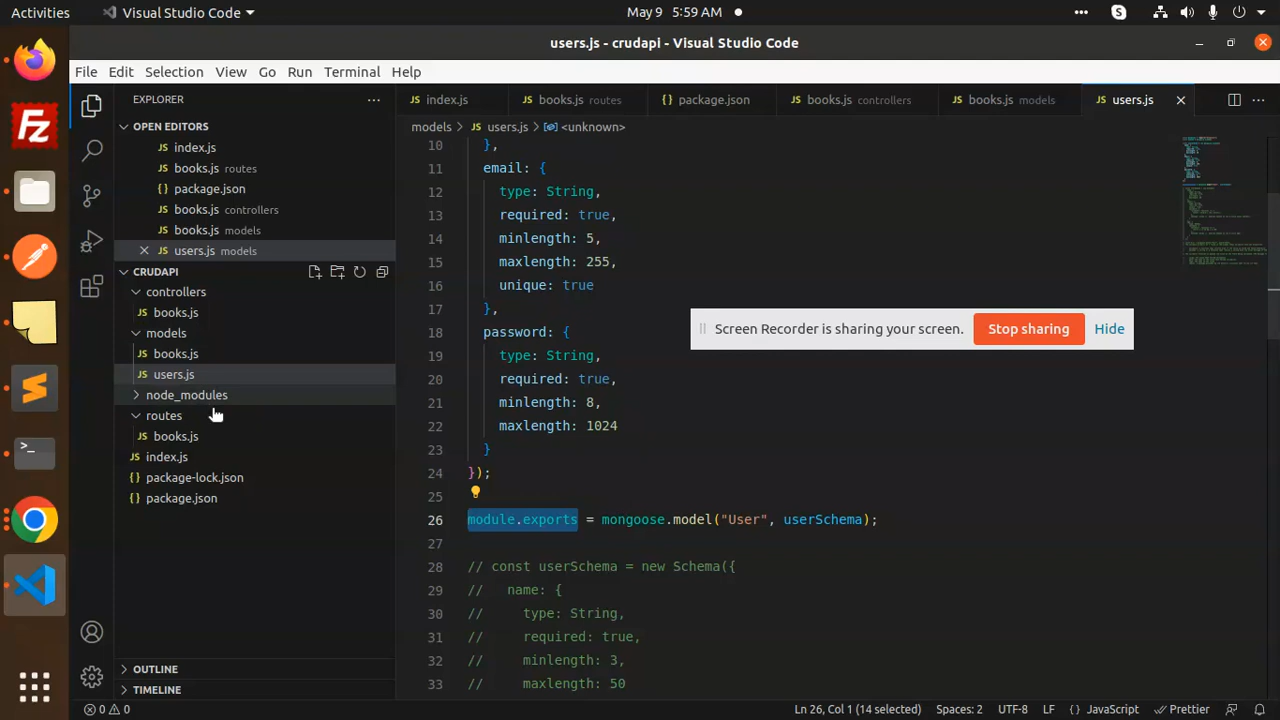 Activities
Visual Studio Code
May 9 5:59 AM
users.js - crudapi - Visual Studio Code
File Edit Selection View Go Run Terminal Help
EXPLORER
index.js
books.js routes
package.json
books.js controllers
books.js models
users.js
OPEN EDITORS
index.js
books.js routes
package.json
books.js controllers
books.js models
users.js models
CRUDAPI
controllers
books.js
models
books.js
users.js
node_modules
routes
books.js
index.js
package-lock.json
package.json
OUTLINE
TIMELINE
models > users.js > <unknown>
10 },
11 email: {
12 type: String,
13 required: true,
14 minlength: 5,
15 maxlength: 255,
16 unique: true
17 },
18 password: {
19 type: String,
20 required: true,
21 minlength: 8,
22 maxlength: 1024
23 }
24 });
25
26 module.exports = mongoose.model("User", userSchema);
27
28 // const userSchema = new Schema({
29 // name: {
30 // type: String,
31 // required: true,
32 // minlength: 3,
33 // maxlength: 50
Screen Recorder is sharing your screen. Stop sharing Hide
0 0 Ln 26, Col 1 (14 selected) Spaces: 2 UTF-8 LF JavaScript Prettier